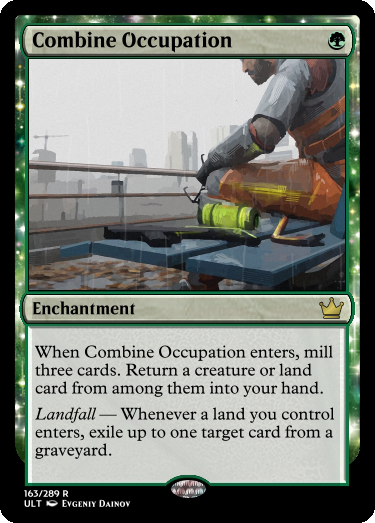 Combine Occupation
Enchantment
When Combine Occupation enters, mill
three cards. Return a creature or land
card from among them into your hand.
Landfall — Whenever a land you control
enters, exile up to one target card from a
graveyard.
163/289 R
ULT Evgeniy Dainov